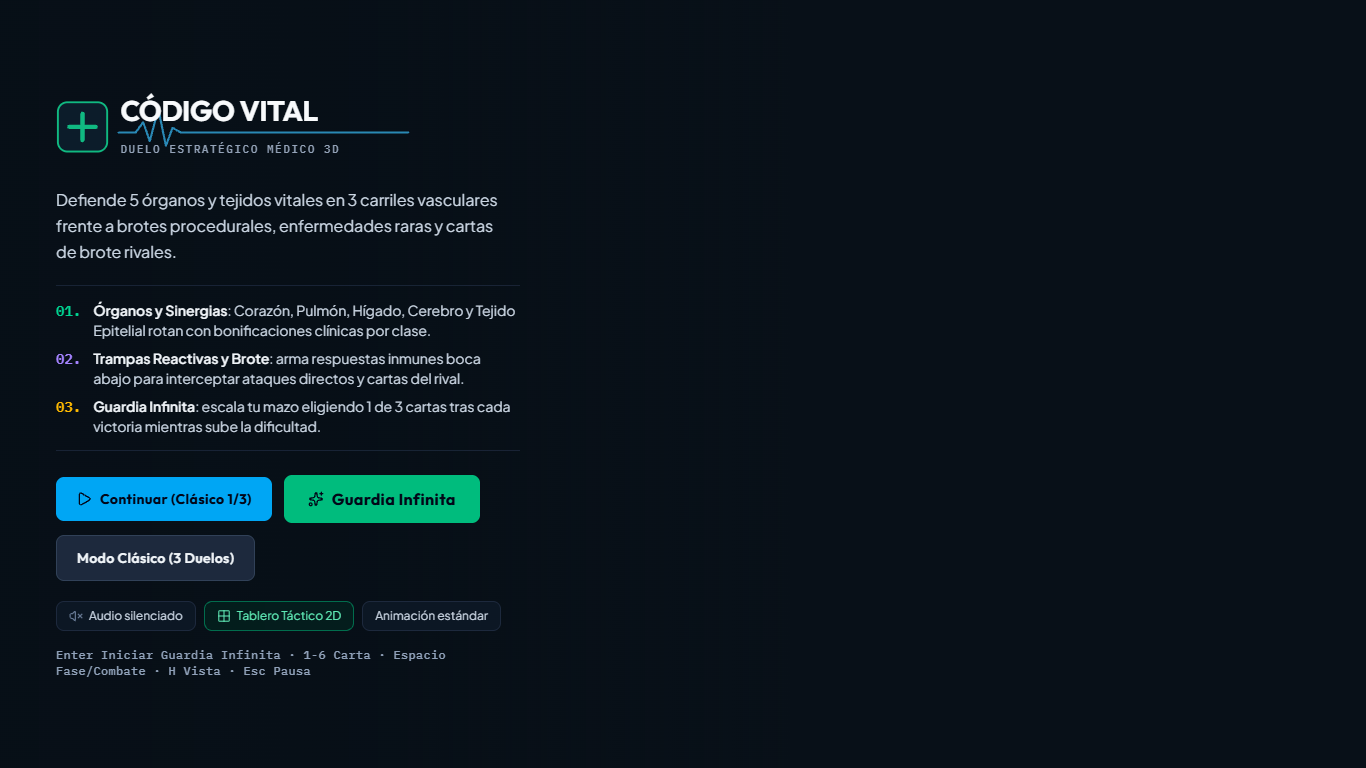 CÓDIGO VITAL
DUELO ESTRATÉGICO MÉDICO 3D
Defiende 5 órganos y tejidos vitales en 3 carriles vasculares
frente a brotes procedurales, enfermedades raras y cartas
de brote rivales.
01. Órganos y Sinergias: Corazón, Pulmón, Hígado, Cerebro y Tejido
Epitelial rotan con bonificaciones clínicas por clase.
02. Trampas Reactivas y Brote: arma respuestas inmunes boca
abajo para interceptar ataques directos y cartas del rival.
03. Guardia Infinita: escala tu mazo eligiendo 1 de 3 cartas tras cada
victoria mientras sube la dificultad.
Continuar (Clásico 1/3)
Guardia Infinita
Modo Clásico (3 Duelos)
Audio silenciado
Tablero Táctico 2D
Animación estándar
Enter Iniciar Guardia Infinita · 1-6 Carta · Espacio
Fase/Combate · H Vista · Esc Pausa